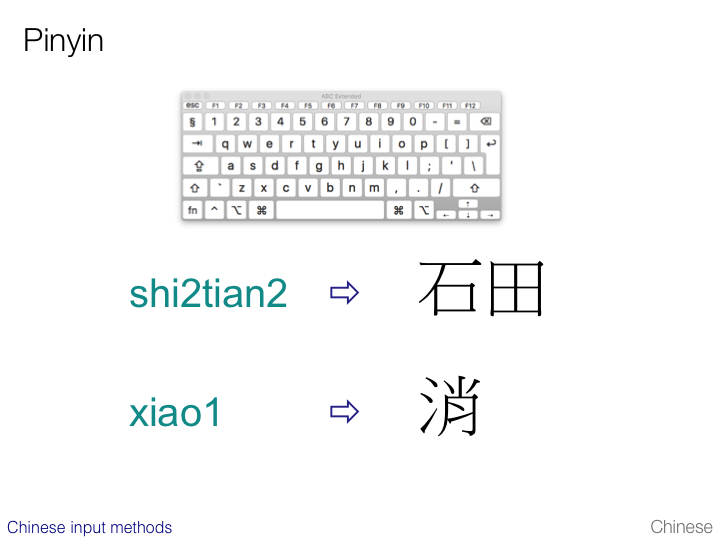 Pinyin
ABC Extended
esc F1 F2 F3 F4 F5 F6 F7 F8 F9 F10 F11 F12
§ 1 2 3 4 5 6 7 8 9 0 - = ⌫
⇥ q w e r t y u i o p [ ] ↩
⇪ a s d f g h j k l ; ' \
⇧ ` z x c v b n m , . / ⇧
fn ^ ⌥ ⌘ ⌘ ⌥ ← ↑ ↓ →
shi2tian2 ⇨ 石田
xiao1 ⇨ 消
Chinese input methods
Chinese